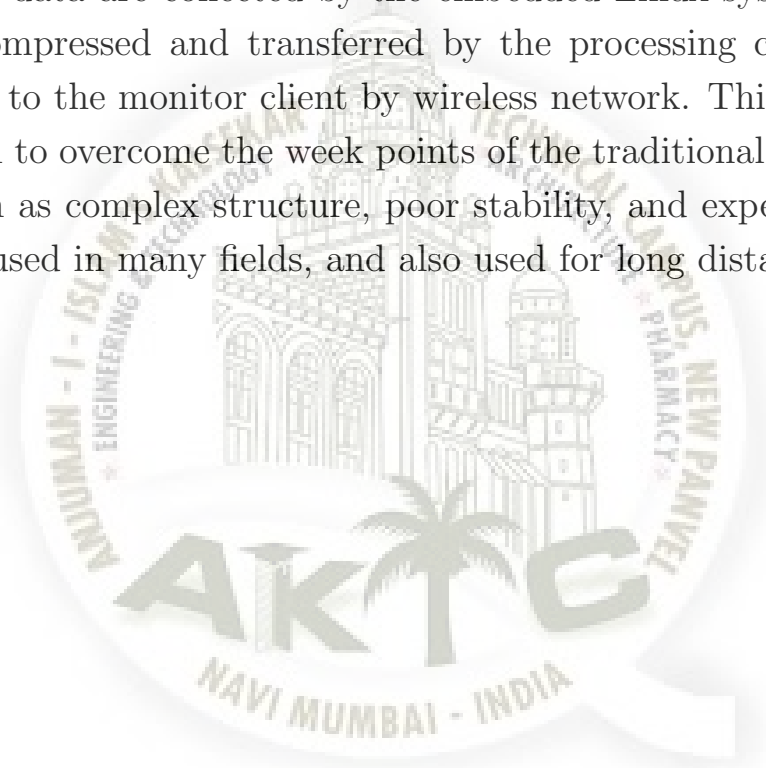 data are collected by the embedded Linux sys
ompressed and transferred by the processing c
to the monitor client by wireless network. Thi
to overcome the week points of the traditional
as complex structure, poor stability, and expe
used in many fields, and also used for long dista
ANJUMAN - I - ISLAM'S KALSEKAR TECHNICAL CAMPUS, NEW PANVEL
ENGINEERING & TECHNOLOGY ARCHITECTURE PHARMACY
AKTC
NAVI MUMBAI - INDIA